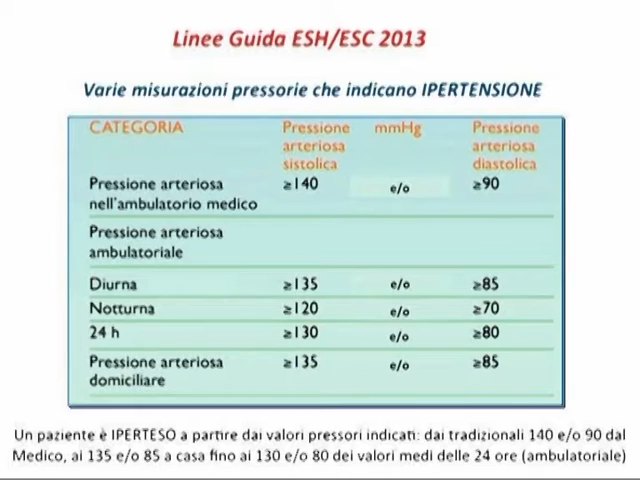 Linee Guida ESH/ESC 2013
Varie misurazioni pressorie che indicano IPERTENSIONE
CATEGORIA Pressione arteriosa sistolica mmHg Pressione arteriosa diastolica
Pressione arteriosa nell'ambulatorio medico ≥140 e/o ≥90
Pressione arteriosa ambulatoriale
Diurna ≥135 e/o ≥85
Notturna ≥120 e/o ≥70
24 h ≥130 e/o ≥80
Pressione arteriosa domiciliare ≥135 e/o ≥85
Un paziente è IPERTESO a partire dai valori pressori indicati: dai tradizionali 140 e/o 90 dal
Medico, ai 135 e/o 85 a casa fino ai 130 e/o 80 dei valori medi delle 24 ore (ambulatoriale)